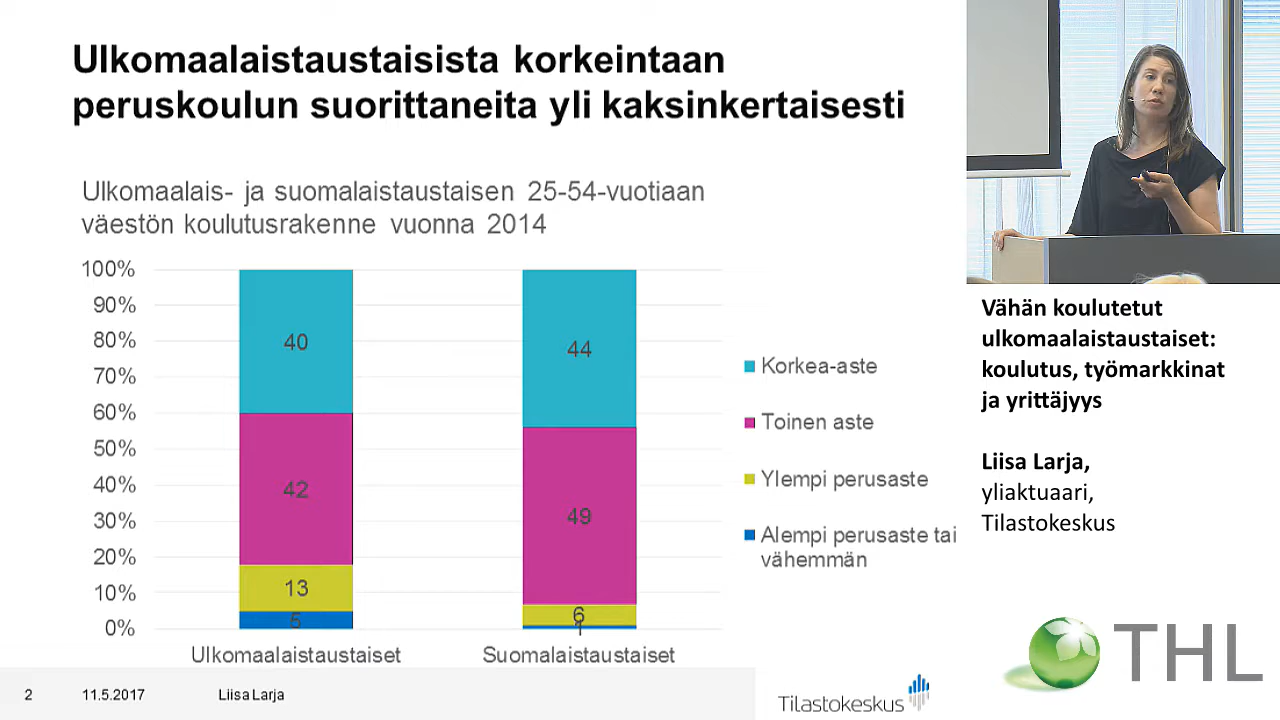 Ulkomaalaistaustaisista korkeintaan
peruskoulun suorittaneita yli kaksinkertaisesti
Ulkomaalais- ja suomalaistaustaisen 25-54-vuotiaan
väestön koulutusrakenne vuonna 2014
100%
90%
80%
70%
60%
50%
40%
30%
20%
10%
0%
40
42
13
5
44
49
6
1
Ulkomaalaistaustaiset
Suomalaistaustaiset
Korkea-aste
Toinen aste
Ylempi perusaste
Alempi perusaste tai
vähemmän
2 11.5.2017 Liisa Larja
Tilastokeskus
Vähän koulutetut
ulkomaalaistaustaiset:
koulutus, työmarkkinat
ja yrittäjyys
Liisa Larja,
yliaktuaari,
Tilastokeskus
THL